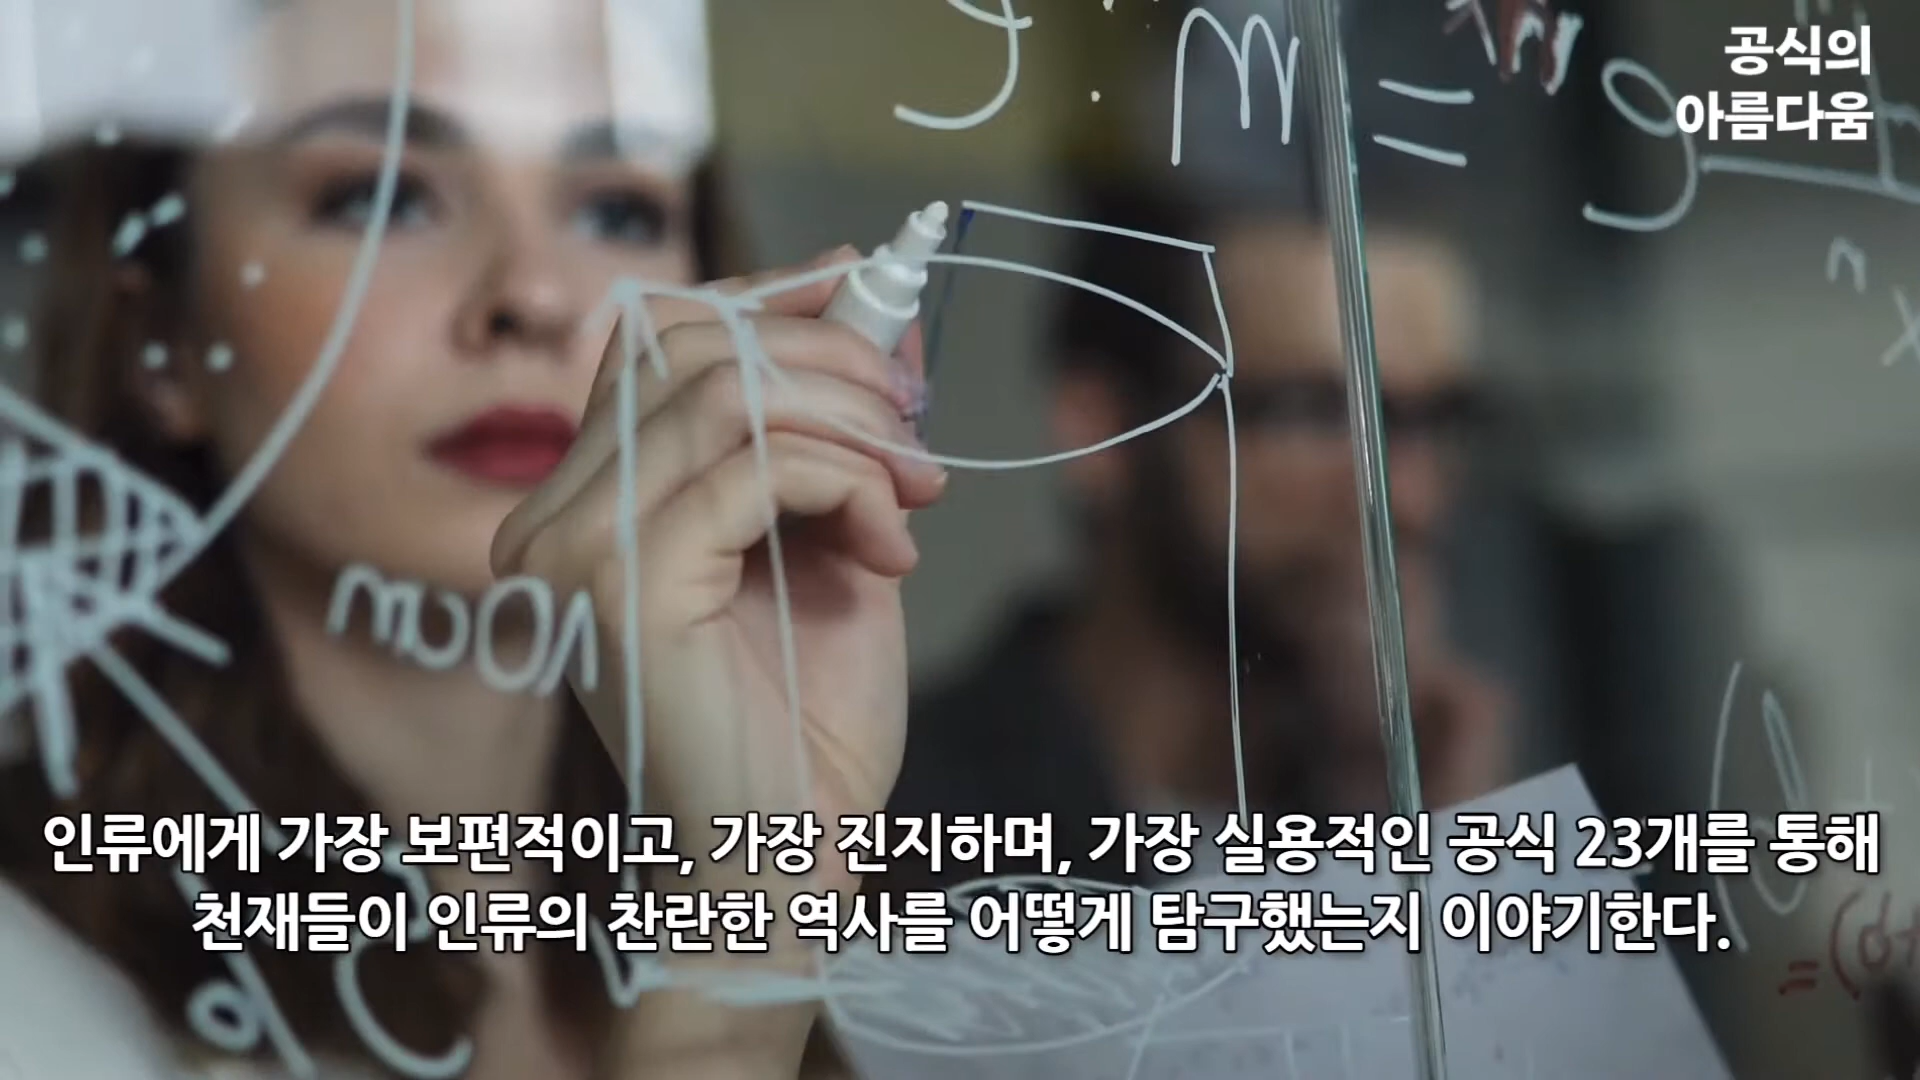 공식의
아름다움
m =
인류에게 가장 보편적이고, 가장 진지하며, 가장 실용적인 공식 23개를 통해
천재들이 인류의 찬란한 역사를 어떻게 탐구했는지 이야기한다.